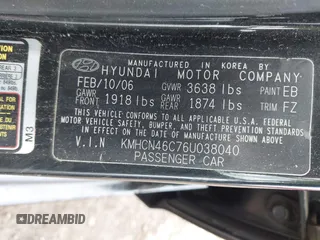 MANUFACTURED IN KOREA BY
HYUNDAI MOTOR COMPANY
FEB/10/06 GVWR 3638 lbs PAINT EB
GAWR FRONT 1918 lbs GAWR REAR 1874 lbs TRIM FZ
THIS VEHICLE CONFORMS TO ALL APPLICABLE FEDERAL
MOTOR VEHICLE SAFETY, BUMPER, AND THEFT PREVENTION
STANDARDS IN EFFECT ON THE DATE OF
MANUFACTURE SHOWN ABOVE.
V.I.N KMHCN46C76U038040
PASSENGER CAR
M3
DREAMBID